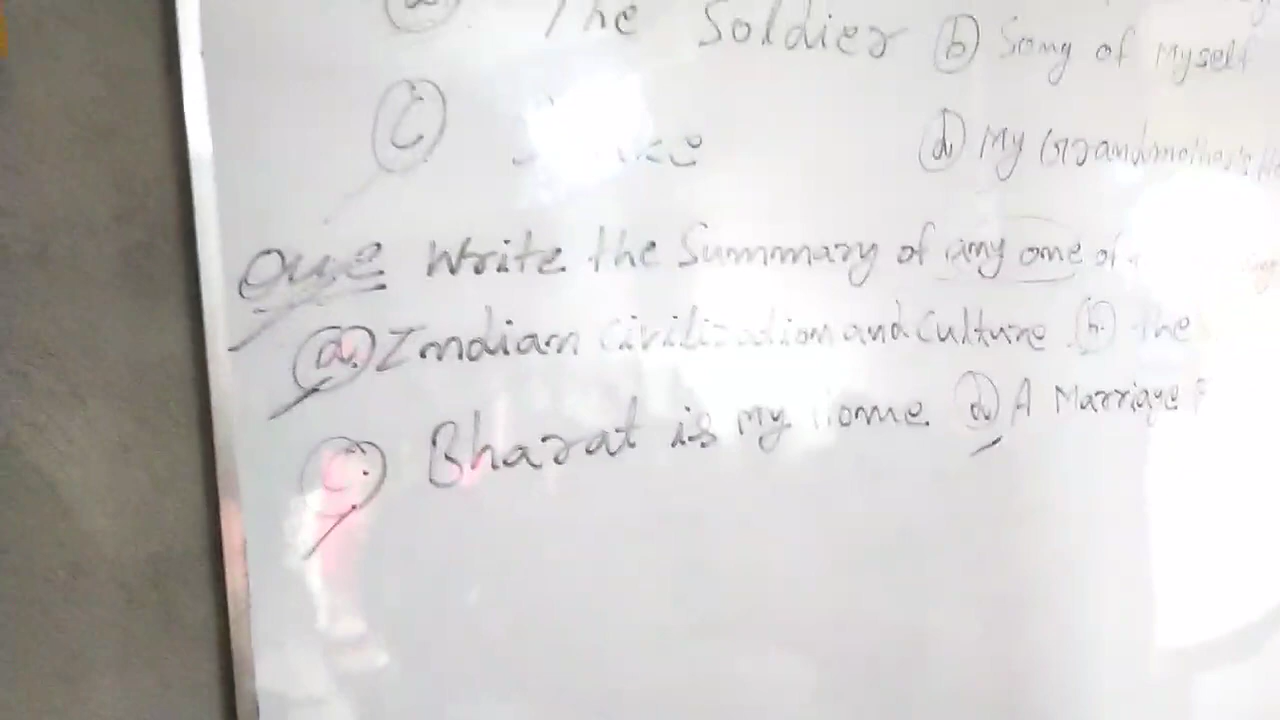 The Soldier (b) Song of Myself
(C) (d) My Grandmother's
Que Write the Summary of any one of
(a) Indian Civilization and Culture (b) The
(C) Bharat is My Home (d) A Marriage